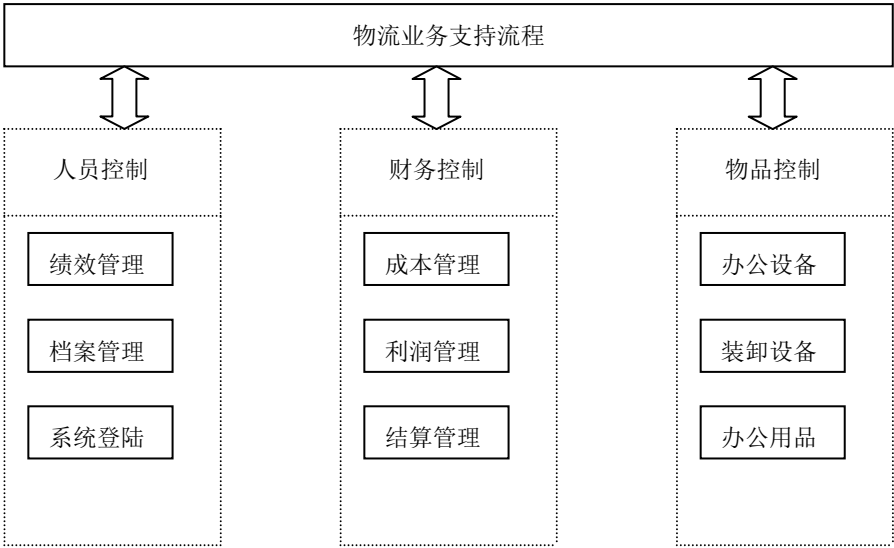 物流业务支持流程
人员控制
绩效管理
档案管理
系统登陆
财务控制
成本管理
利润管理
结算管理
物品控制
办公设备
装卸设备
办公用品